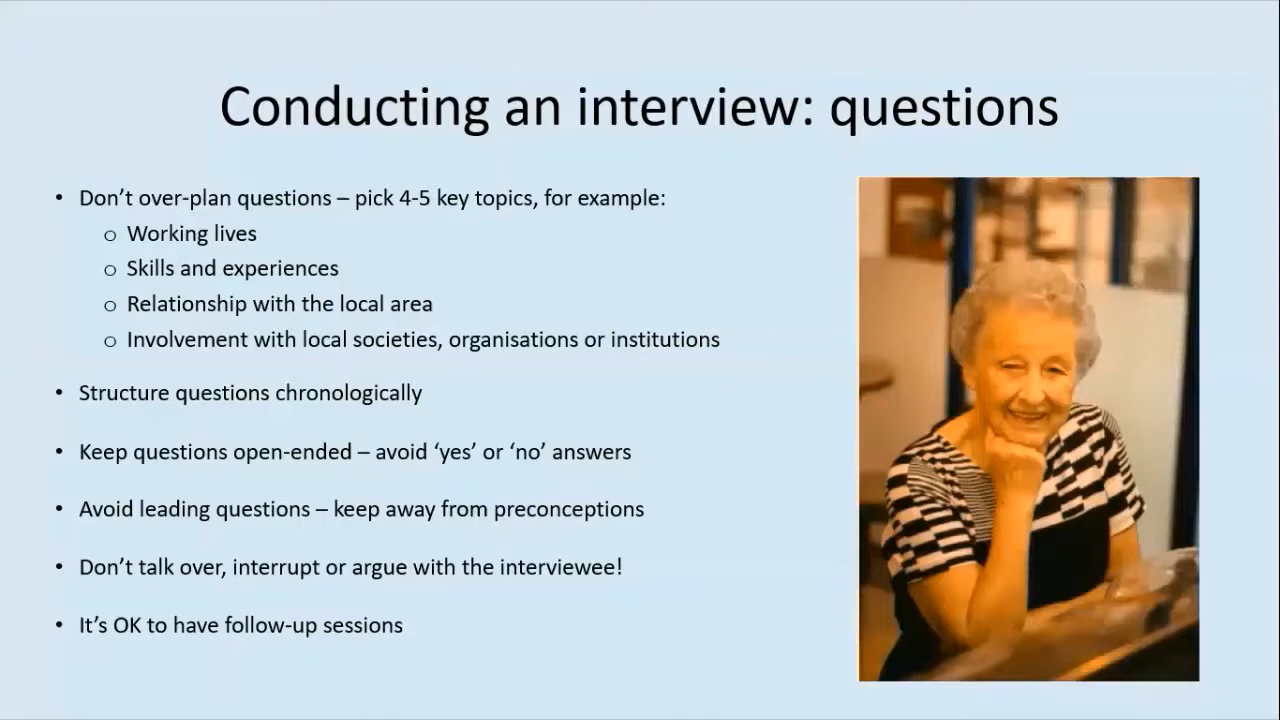 Conducting an interview: questions
• Don’t over-plan questions – pick 4-5 key topics, for example:
o Working lives
o Skills and experiences
o Relationship with the local area
o Involvement with local societies, organisations or institutions
• Structure questions chronologically
• Keep questions open-ended – avoid ‘yes’ or ‘no’ answers
• Avoid leading questions – keep away from preconceptions
• Don’t talk over, interrupt or argue with the interviewee!
• It’s OK to have follow-up sessions